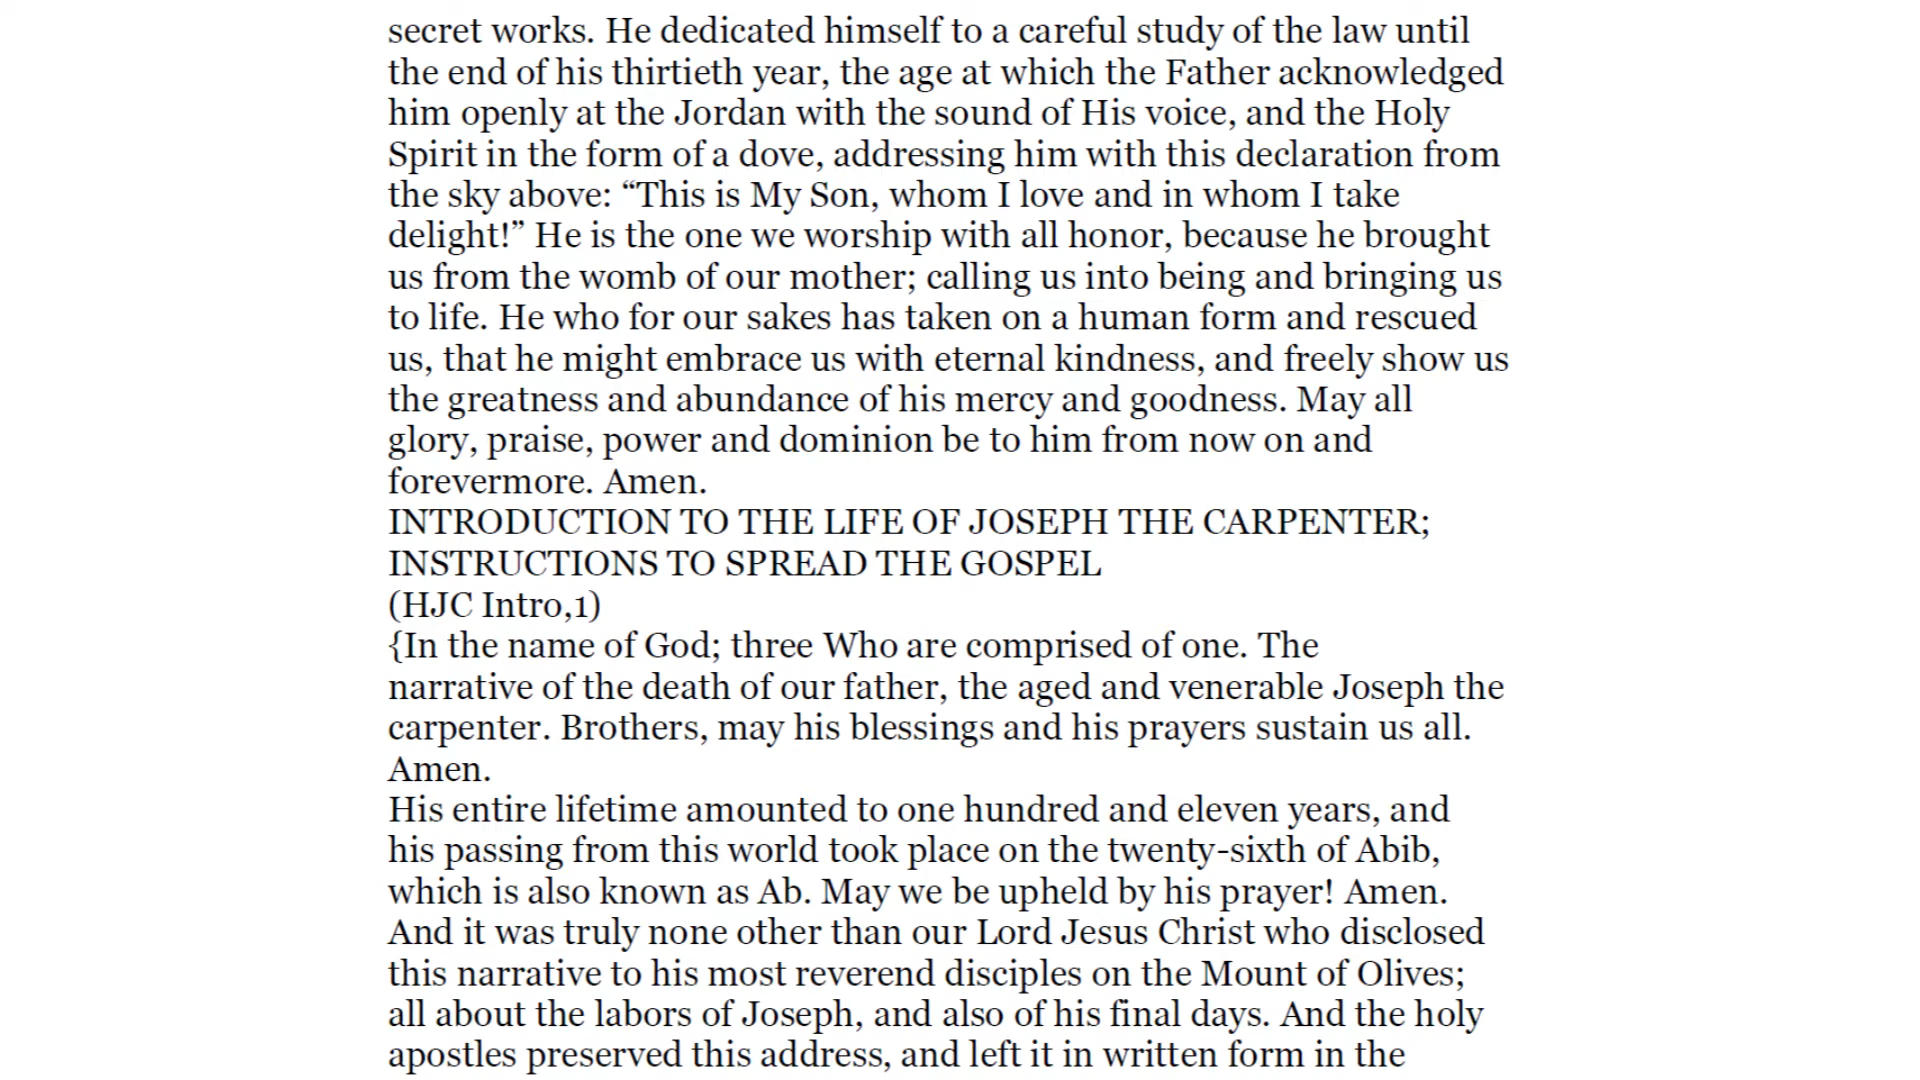 secret works. He dedicated himself to a careful study of the law until
the end of his thirtieth year, the age at which the Father acknowledged
him openly at the Jordan with the sound of His voice, and the Holy
Spirit in the form of a dove, addressing him with this declaration from
the sky above: “This is My Son, whom I love and in whom I take
delight!” He is the one we worship with all honor, because he brought
us from the womb of our mother; calling us into being and bringing us
to life. He who for our sakes has taken on a human form and rescued
us, that he might embrace us with eternal kindness, and freely show us
the greatness and abundance of his mercy and goodness. May all
glory, praise, power and dominion be to him from now on and
forevermore. Amen.
INTRODUCTION TO THE LIFE OF JOSEPH THE CARPENTER;
INSTRUCTIONS TO SPREAD THE GOSPEL
(HJC Intro,1)
{In the name of God; three Who are comprised of one. The
narrative of the death of our father, the aged and venerable Joseph the
carpenter. Brothers, may his blessings and his prayers sustain us all.
Amen.
His entire lifetime amounted to one hundred and eleven years, and
his passing from this world took place on the twenty-sixth of Abib,
which is also known as Ab. May we be upheld by his prayer! Amen.
And it was truly none other than our Lord Jesus Christ who disclosed
this narrative to his most reverend disciples on the Mount of Olives;
all about the labors of Joseph, and also of his final days. And the holy
apostles preserved this address, and left it in written form in the